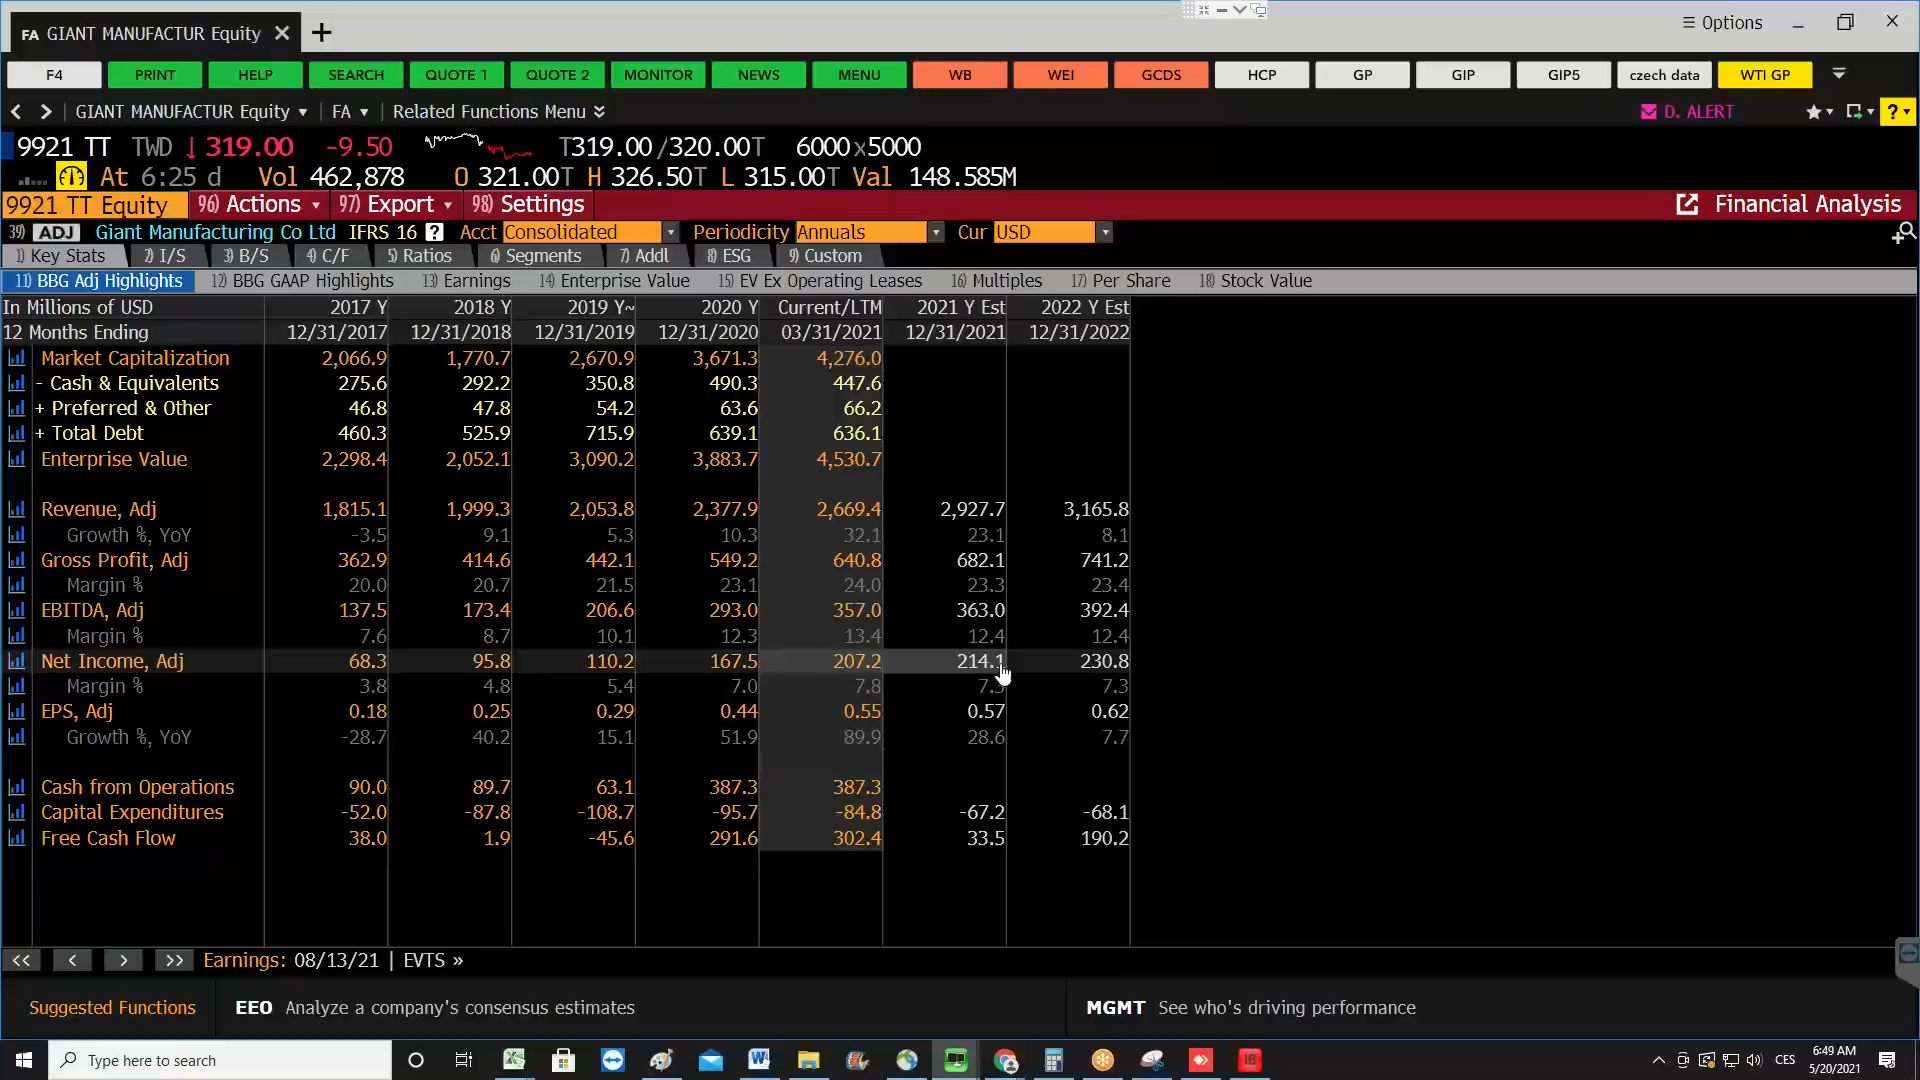 FA GIANT MANUFACTUR Equity
Options
F4 PRINT HELP SEARCH QUOTE 1 QUOTE 2 MONITOR NEWS MENU WB WEI GCDS HCP GP GIP GIP5 czech data WTI GP
GIANT MANUFACTUR Equity FA Related Functions Menu D. ALERT ?
9921 TT TWD ↓ 319.00 -9.50 T319.00/320.00T 6000x5000
At 6:25 d Vol 462,878 O 321.00T H 326.50T L 315.00T Val 148.585M
9921 TT Equity 96) Actions 97) Export 98) Settings Financial Analysis
39) ADJ Giant Manufacturing Co Ltd IFRS 16 ? Acct Consolidated Periodicity Annuals Cur USD
1) Key Stats 2) I/S 3) B/S 4) C/F 5) Ratios 6) Segments 7) Addl 8) ESG 9) Custom
11) BBG Adj Highlights 12) BBG GAAP Highlights 13) Earnings 14) Enterprise Value 15) EV Ex Operating Leases 16) Multiples 17) Per Share 18) Stock Value
In Millions of USD 2017 Y 2018 Y 2019 Y~ 2020 Y Current/LTM 2021 Y Est 2022 Y Est
12 Months Ending 12/31/2017 12/31/2018 12/31/2019 12/31/2020 03/31/2021 12/31/2021 12/31/2022
Market Capitalization 2,066.9 1,770.7 2,670.9 3,671.3 4,276.0
- Cash & Equivalents 275.6 292.2 350.8 490.3 447.6
+ Preferred & Other 46.8 47.8 54.2 63.6 66.2
+ Total Debt 460.3 525.9 715.9 639.1 636.1
Enterprise Value 2,298.4 2,052.1 3,090.2 3,883.7 4,530.7
Revenue, Adj 1,815.1 1,999.3 2,053.8 2,377.9 2,669.4 2,927.7 3,165.8
Growth %, YoY -3.5 9.1 5.3 10.3 32.1 23.1 8.1
Gross Profit, Adj 362.9 414.6 442.1 549.2 640.8 682.1 741.2
Margin % 20.0 20.7 21.5 23.1 24.0 23.3 23.4
EBITDA, Adj 137.5 173.4 206.6 293.0 357.0 363.0 392.4
Margin % 7.6 8.7 10.1 12.3 13.4 12.4 12.4
Net Income, Adj 68.3 95.8 110.2 167.5 207.2 214.1 230.8
Margin % 3.8 4.8 5.4 7.0 7.8 7.3 7.3
EPS, Adj 0.18 0.25 0.29 0.44 0.55 0.57 0.62
Growth %, YoY -28.7 40.2 15.1 51.9 89.9 28.6 7.7
Cash from Operations 90.0 89.7 63.1 387.3 387.3
Capital Expenditures -52.0 -87.8 -108.7 -95.7 -84.8 -67.2 -68.1
Free Cash Flow 38.0 1.9 -45.6 291.6 302.4 33.5 190.2
<< < > >> Earnings: 08/13/21 | EVTS »
Suggested Functions EEO Analyze a company's consensus estimates MGMT See who's driving performance
Type here to search
CES
6:49 AM
5/20/2021